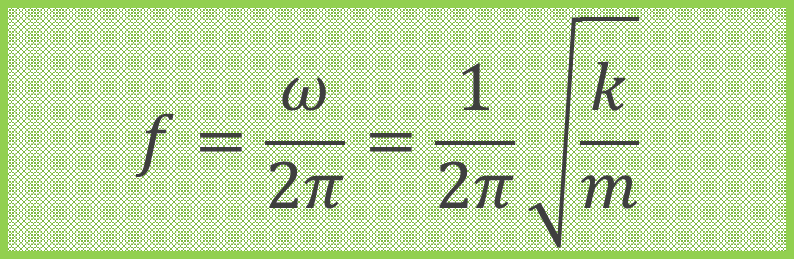 f = ω/2π = 1/2π √(k/m)